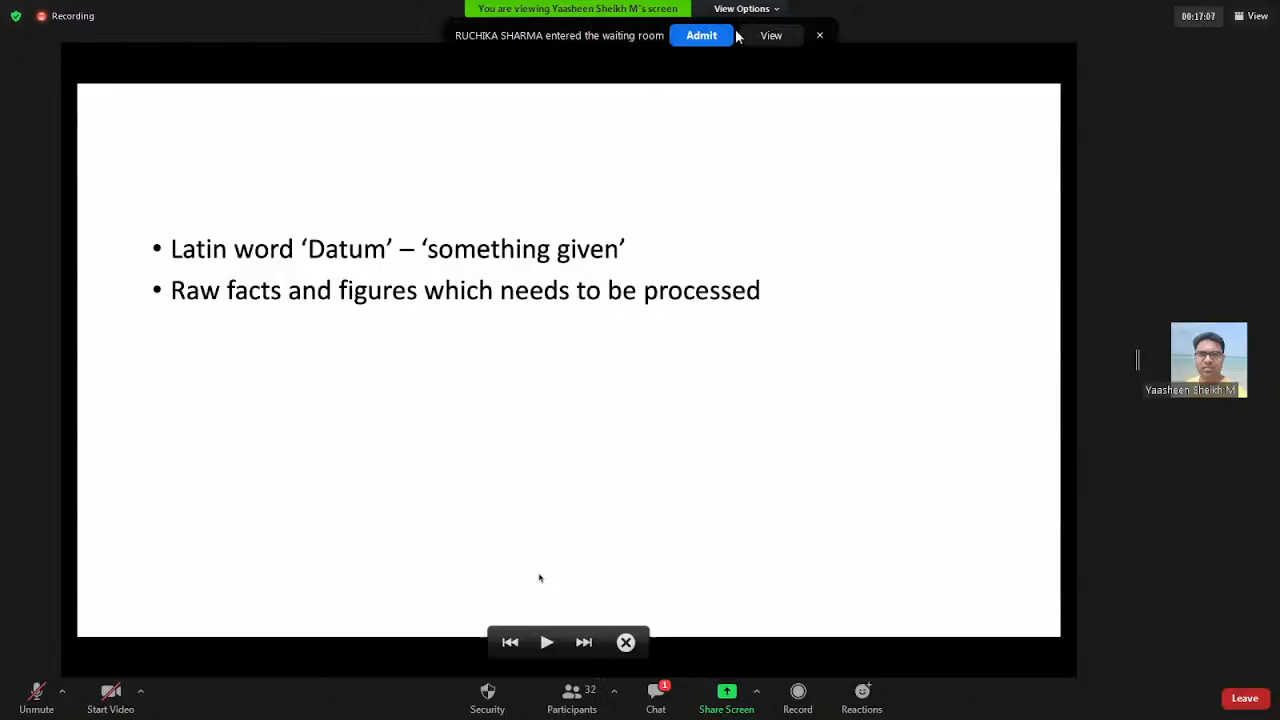 Recording
You are viewing Yaasheen Sheikh M's screen
View Options
00:17:07
View
RUCHIKA SHARMA entered the waiting room
Admit
View
• Latin word ‘Datum’ – ‘something given’
• Raw facts and figures which needs to be processed
Yaasheen Sheikh M
Unmute
Start Video
Security
Participants
32
Chat
1
Share Screen
Record
Reactions
Leave